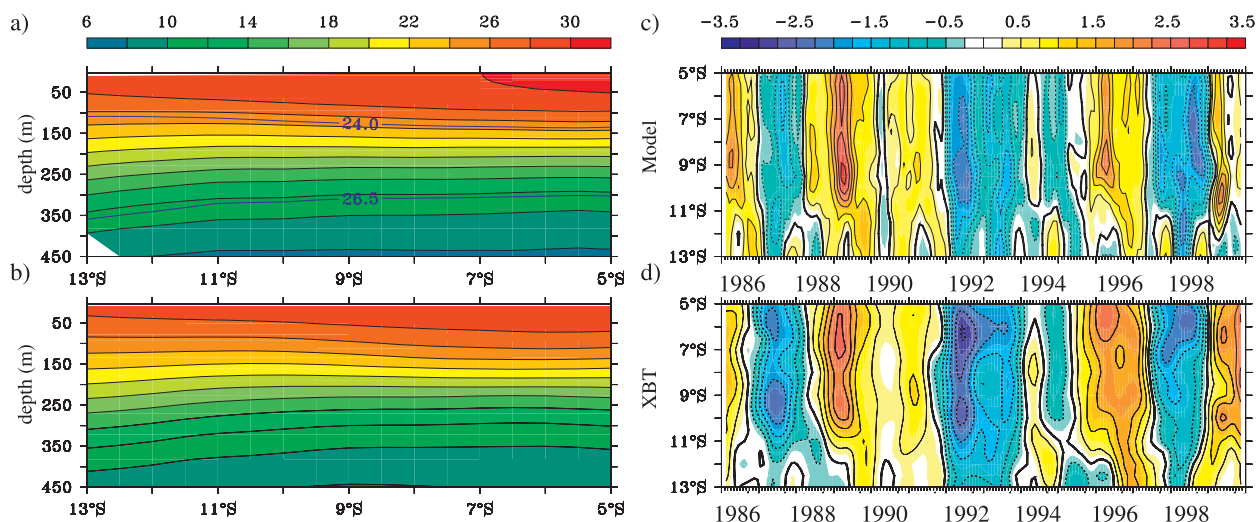 a) 6 10 14 18 22 26 30
c) -3.5 -2.5 -1.5 -0.5 0.5 1.5 2.5 3.5
depth (m)
50
150
250
350
450
24.0
26.5
13°S 11°S 9°S 7°S 5°S
Model
5°S
7°S
9°S
11°S
13°S
1986 1988 1990 1992 1994 1996 1998
b)
depth (m)
50
150
250
350
450
13°S 11°S 9°S 7°S 5°S
d)
XBT
5°S
7°S
9°S
11°S
13°S
1986 1988 1990 1992 1994 1996 1998